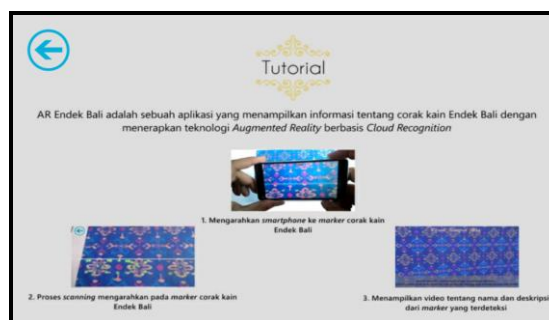 Tutorial
AR Endek Bali adalah sebuah aplikasi yang menampilkan informasi tentang corak kain Endek Bali dengan
menerapkan teknologi Augmented Reality berbasis Cloud Recognition
1. Mengarahkan smartphone ke marker corak kain
Endek Bali
2. Proses scanning mengarahkan pada marker corak kain
Endek Bali
3. Menampilkan video tentang nama dan deskripsi
dari marker yang terdeteksi